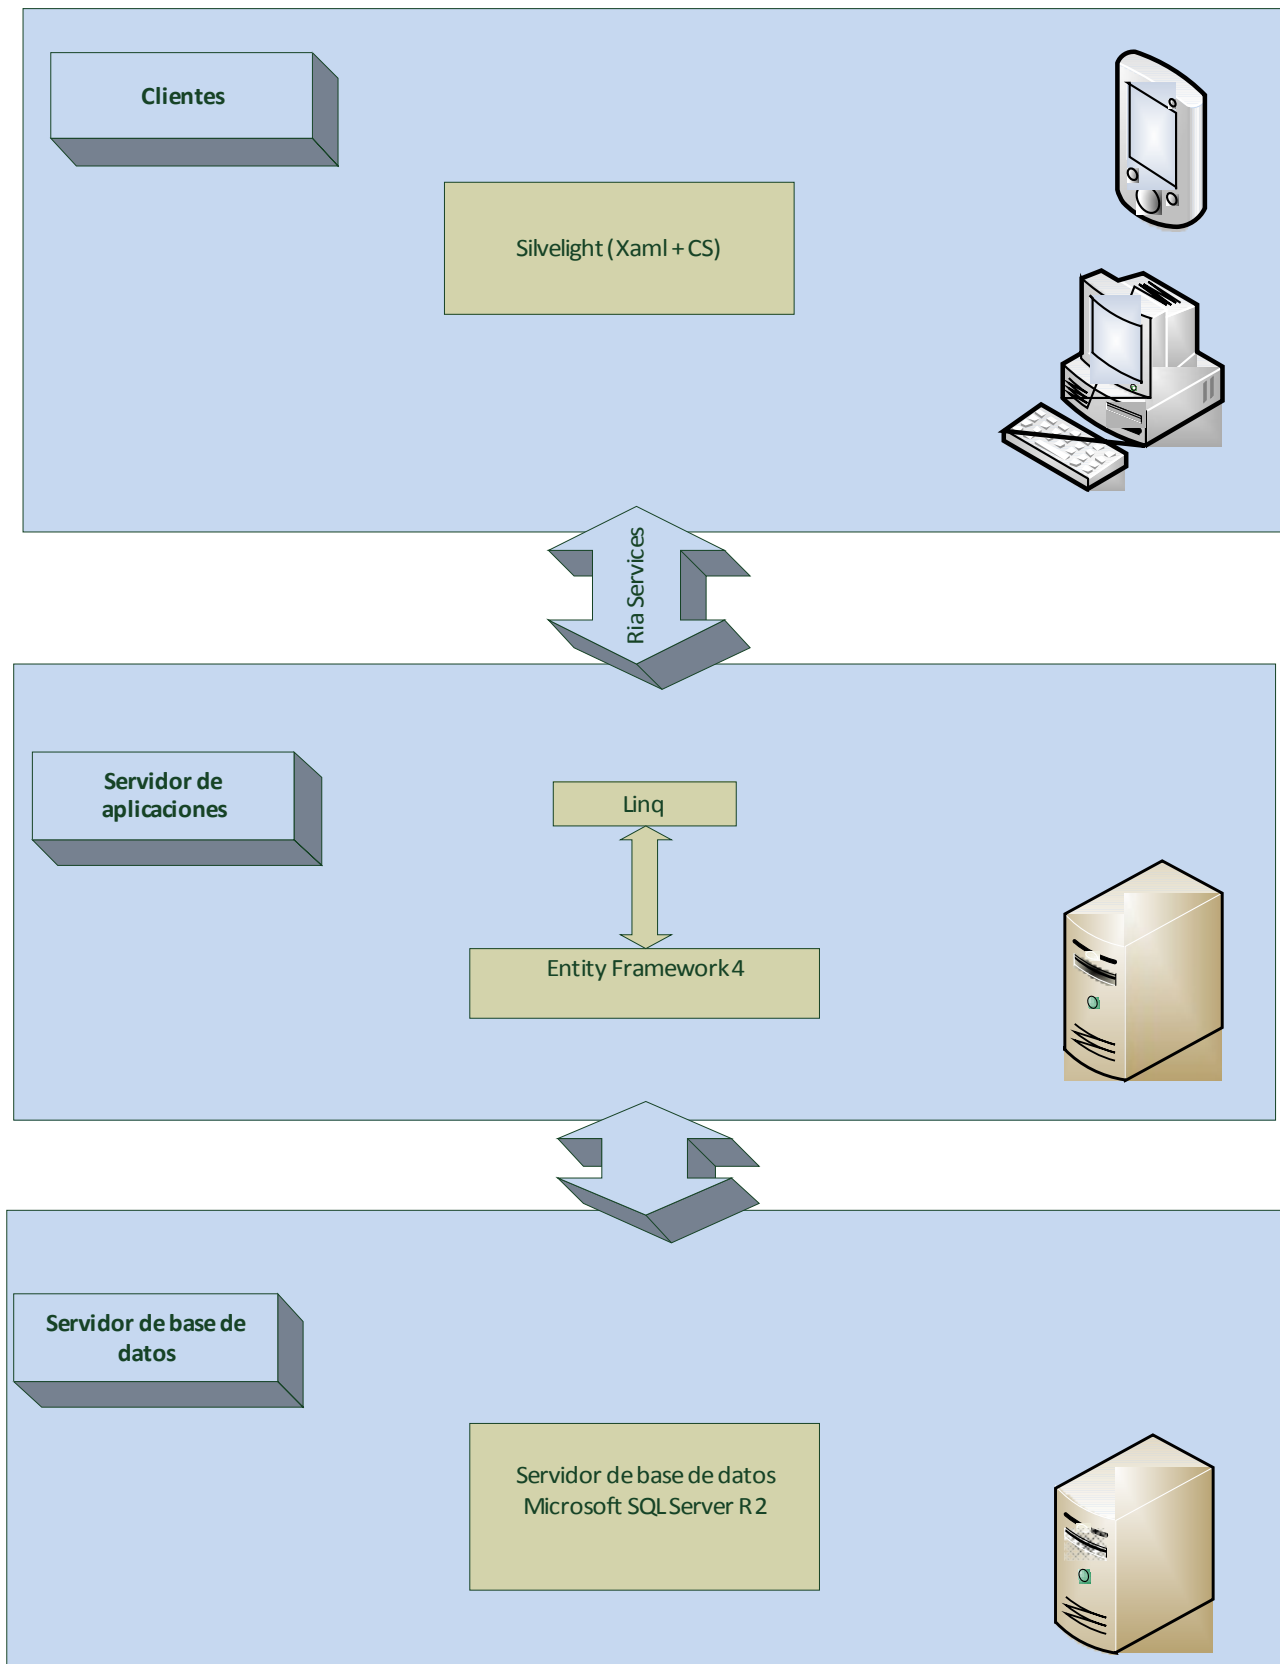 Clientes
Silvelight (Xaml + CS)
Ria Services
Servidor de
aplicaciones
Linq
Entity Framework 4
Servidor de base de
datos
Servidor de base de datos
Microsoft SQL Server R2